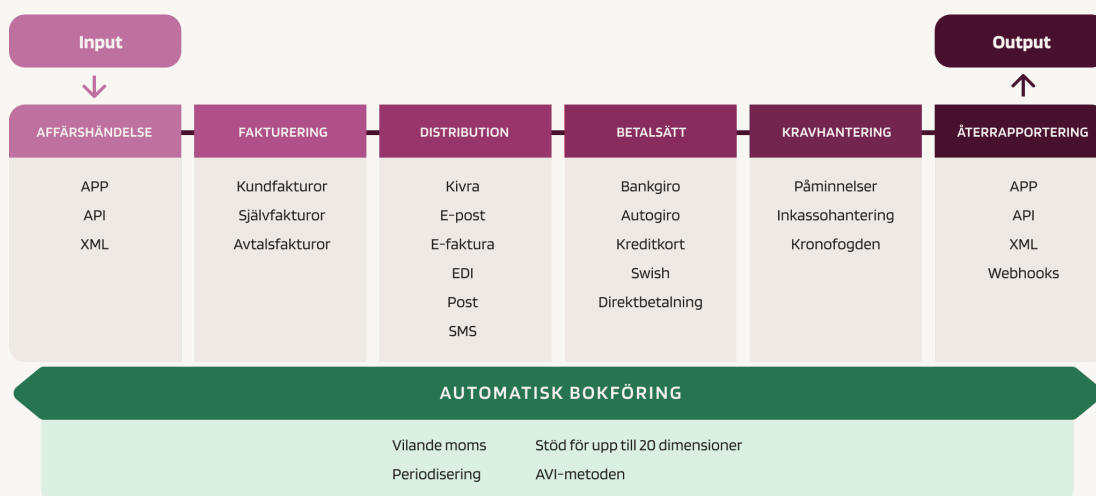 Input
Output
AFFÄRSHÄNDELSE
APP
API
XML
FAKTURERING
Kundfakturor
Självfakturor
Avtalsfakturor
DISTRIBUTION
Kivra
E-post
E-faktura
EDI
Post
SMS
BETALSÄTT
Bankgiro
Autogiro
Kreditkort
Swish
Direktbetalning
KRAVHANTERING
Påminnelser
Inkassohantering
Kronofogden
ÅTERRAPPORTERING
APP
API
XML
Webhooks
AUTOMATISK BOKFÖRING
Vilande moms
Periodisering
Stöd för upp till 20 dimensioner
AVI-metoden